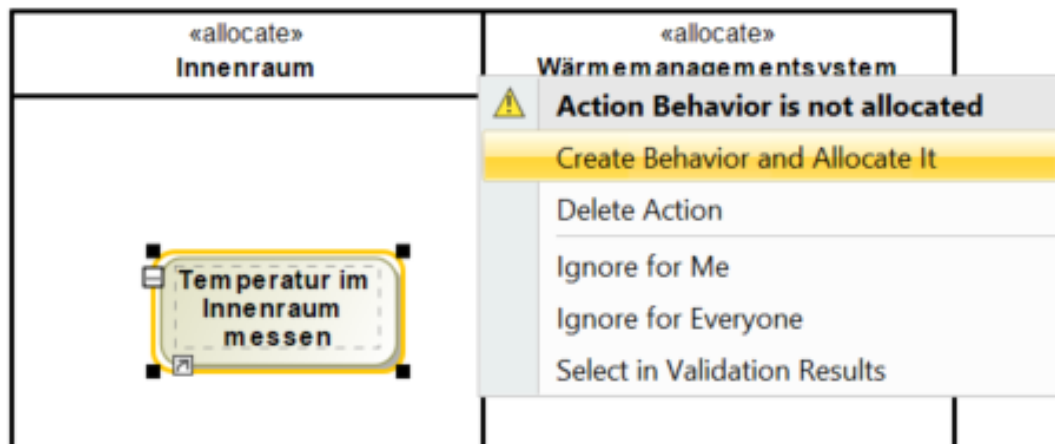 «allocate»
Innenraum
«allocate»
Wärmemanagementsystem
Action Behavior is not allocated
Create Behavior and Allocate It
Delete Action
Ignore for Me
Ignore for Everyone
Select in Validation Results
Temperatur im
Innenraum
messen